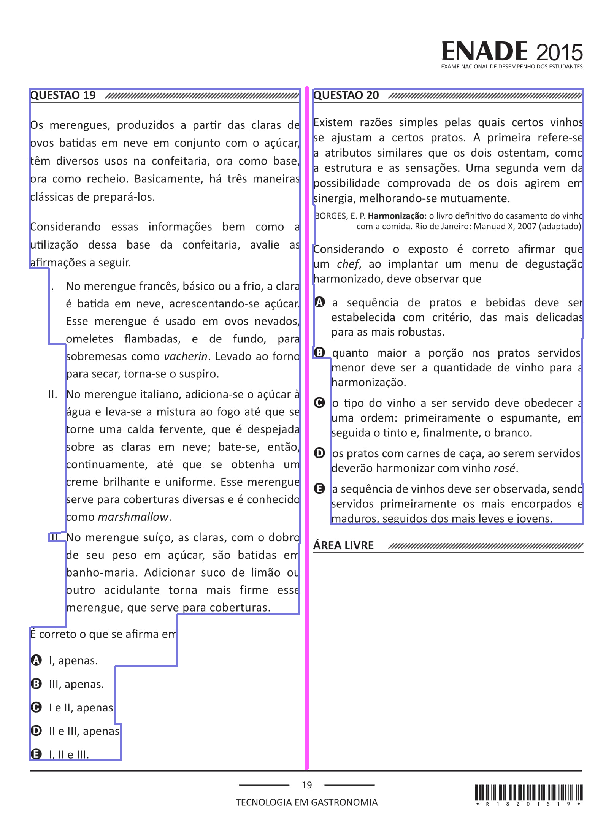 ENADE 2015
EXAME NACIONAL DE DESEMPENHO DOS ESTUDANTES
QUESTÃO 19
Os merengues, produzidos a partir das claras de
ovos batidas em neve em conjunto com o açúcar,
têm diversos usos na confeitaria, ora como base,
ora como recheio. Basicamente, há três maneiras
clássicas de prepará-los.
Considerando essas informações bem como a
utilização dessa base da confeitaria, avalie as
afirmações a seguir.
I. No merengue francês, básico ou a frio, a clara
é batida em neve, acrescentando-se açúcar.
Esse merengue é usado em ovos nevados,
omeletes flambadas, e de fundo, para
sobremesas como vacherin. Levado ao forno
para secar, torna-se o suspiro.
II. No merengue italiano, adiciona-se o açúcar à
água e leva-se a mistura ao fogo até que se
torne uma calda fervente, que é despejada
sobre as claras em neve; bate-se, então,
continuamente, até que se obtenha um
creme brilhante e uniforme. Esse merengue
serve para coberturas diversas e é conhecido
como marshmallow.
III. No merengue suíço, as claras, com o dobro
de seu peso em açúcar, são batidas em
banho-maria. Adicionar suco de limão ou
outro acidulante torna mais firme esse
merengue, que serve para coberturas.
É correto o que se afirma em
A I, apenas.
B III, apenas.
C I e II, apenas
D II e III, apenas
E I, II e III.
QUESTÃO 20
Existem razões simples pelas quais certos vinhos
se ajustam a certos pratos. A primeira refere-se
a atributos similares que os dois ostentam, como
a estrutura e as sensações. Uma segunda vem da
possibilidade comprovada de os dois agirem em
sinergia, melhorando-se mutuamente.
BORGES, E. P. Harmonização: o livro definitivo do casamento do vinho
com a comida. Rio de Janeiro: Manuad X, 2007 (adaptado)
Considerando o exposto é correto afirmar que
um chef, ao implantar um menu de degustação
harmonizado, deve observar que
A a sequência de pratos e bebidas deve ser
estabelecida com critério, das mais delicadas
para as mais robustas.
B quanto maior a porção nos pratos servidos,
menor deve ser a quantidade de vinho para a
harmonização.
C o tipo do vinho a ser servido deve obedecer a
uma ordem: primeiramente o espumante, em
seguida o tinto e, finalmente, o branco.
D os pratos com carnes de caça, ao serem servidos,
deverão harmonizar com vinho rosé.
E a sequência de vinhos deve ser observada, sendo
servidos primeiramente os mais encorpados e
maduros, seguidos dos mais leves e jovens.
ÁREA LIVRE
19
TECNOLOGIA EM GASTRONOMIA
*R18201519*